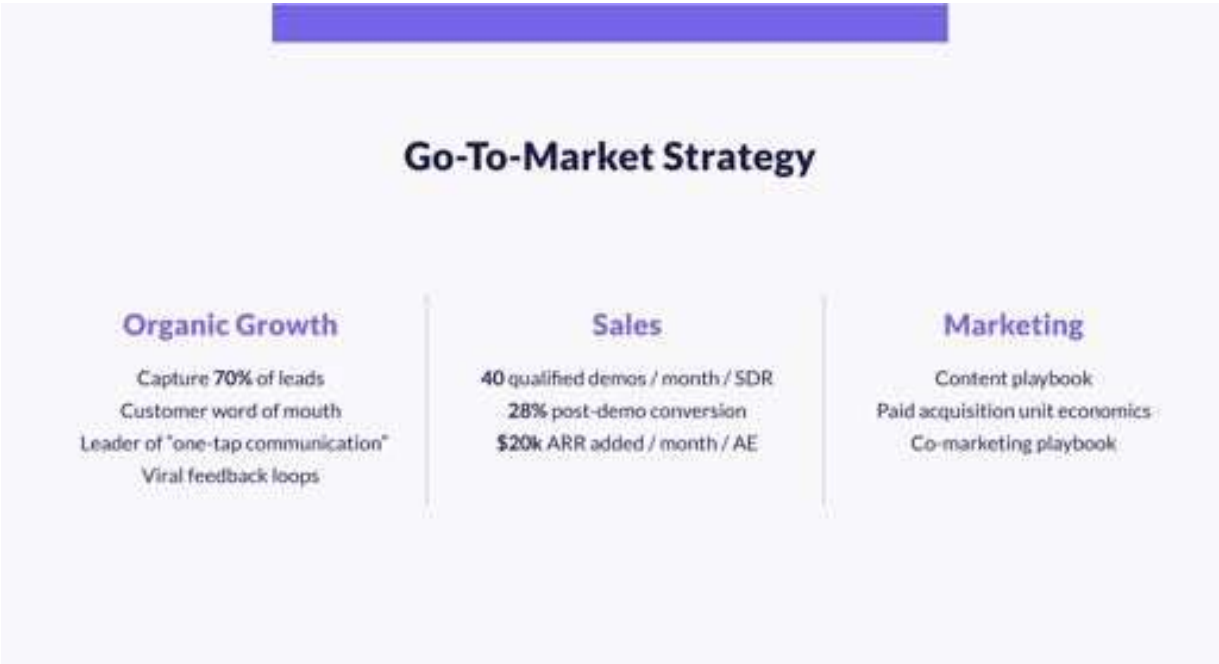 Go-To-Market Strategy
Organic Growth
Capture 70% of leads
Customer word of mouth
Leader of "one-tap communication"
Viral feedback loops
Sales
40 qualified demos / month / SDR
28% post-demo conversion
$20k ARR added / month / AE
Marketing
Content playbook
Paid acquisition unit economics
Co-marketing playbook